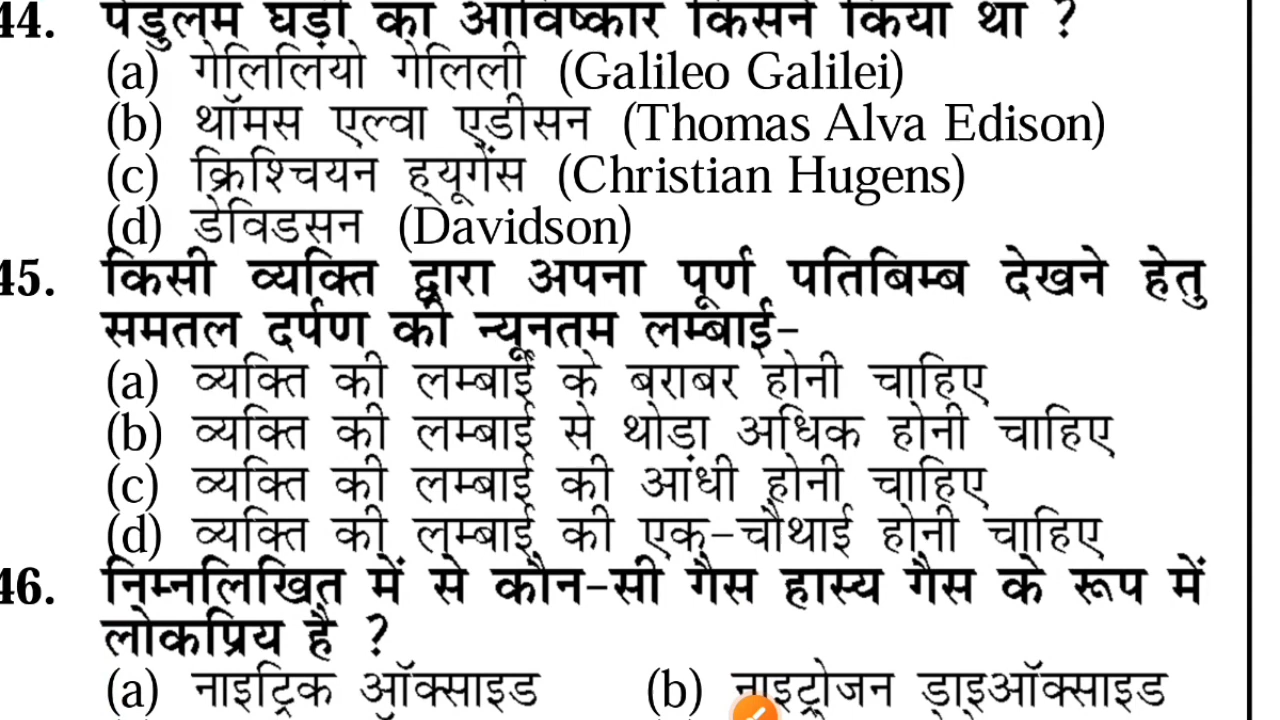 44. पेंडुलम घड़ी का आविष्कार किसने किया था ?
(a) गेलिलियो गेलिली (Galileo Galilei)
(b) थॉमस एल्वा एडीसन (Thomas Alva Edison)
(c) क्रिश्चियन ह्यूगेंस (Christian Hugens)
(d) डेविडसन (Davidson)
45. किसी व्यक्ति द्वारा अपना पूर्ण पतिबिम्ब देखने हेतु
समतल दर्पण की न्यूनतम लम्बाई-
(a) व्यक्ति की लम्बाई के बराबर होनी चाहिए
(b) व्यक्ति की लम्बाई से थोड़ा अधिक होनी चाहिए
(c) व्यक्ति की लम्बाई की आंधी होनी चाहिए
(d) व्यक्ति की लम्बाई की एक-चौथाई होनी चाहिए
46. निम्नलिखित में से कौन-सी गैस हास्य गैस के रूप में
लोकप्रिय है ?
(a) नाइट्रिक ऑक्साइड (b) नाइट्रोजन डाइऑक्साइड